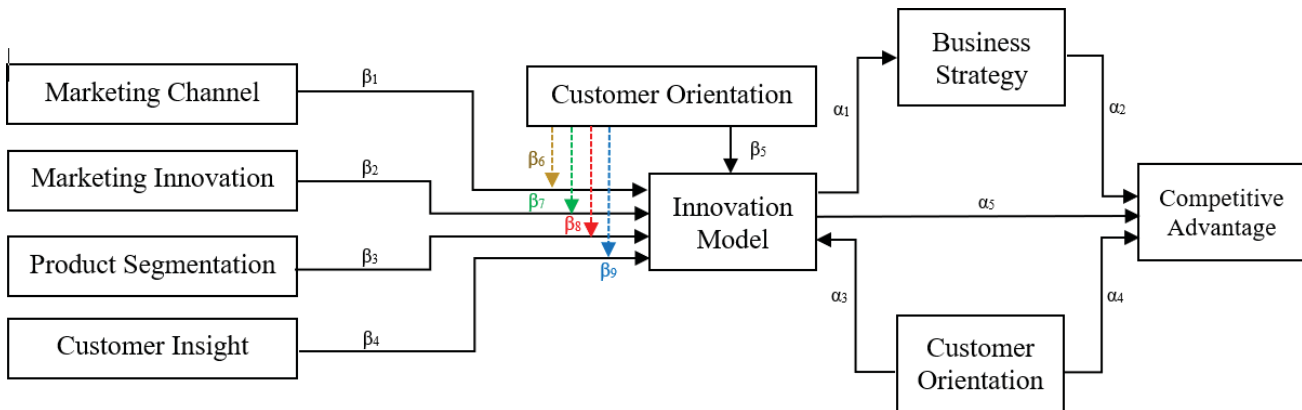 Marketing Channel
Marketing Innovation
Product Segmentation
Customer Insight
β1
β2
β3
β4
Customer Orientation
β5
β6
β7
β8
β9
Innovation
Model
α1
Business
Strategy
α2
α5
α3
Customer
Orientation
α4
Competitive
Advantage